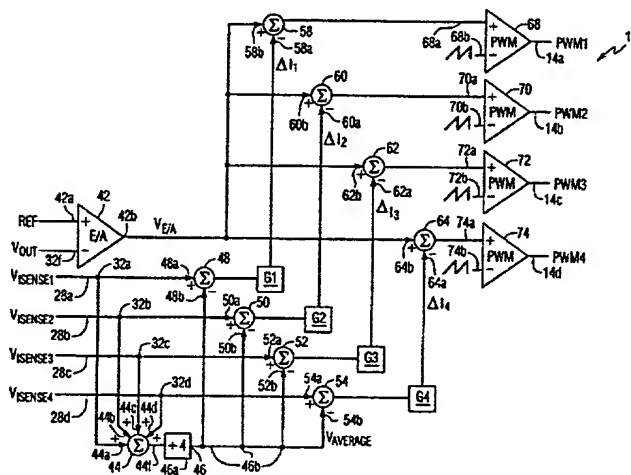 58
Σ
58b
58a
ΔI1
68
68b
68a
PWM
PWM1
14a
1
60
Σ
60b
60a
ΔI2
70
70a
70b
PWM
PWM2
14b
62
Σ
62b
62a
ΔI3
72
72a
72b
PWM
PWM3
14c
64
Σ
64b
64a
ΔI4
74
74a
74b
PWM
PWM4
14d
42
42a
42b
REF
E/A
VE/A
VOUT
32f
VISENSE1
28a
32a
48a
48
Σ
48b
G1
VISENSE2
28b
32b
50a
50
Σ
50b
G2
VISENSE3
28c
32c
52a
52
Σ
52b
G3
VISENSE4
28d
32d
54a
54
Σ
54b
G4
44c
44d
44b
44a
44
Σ
44f
÷ 4
46
46a
46b
VAVERAGE